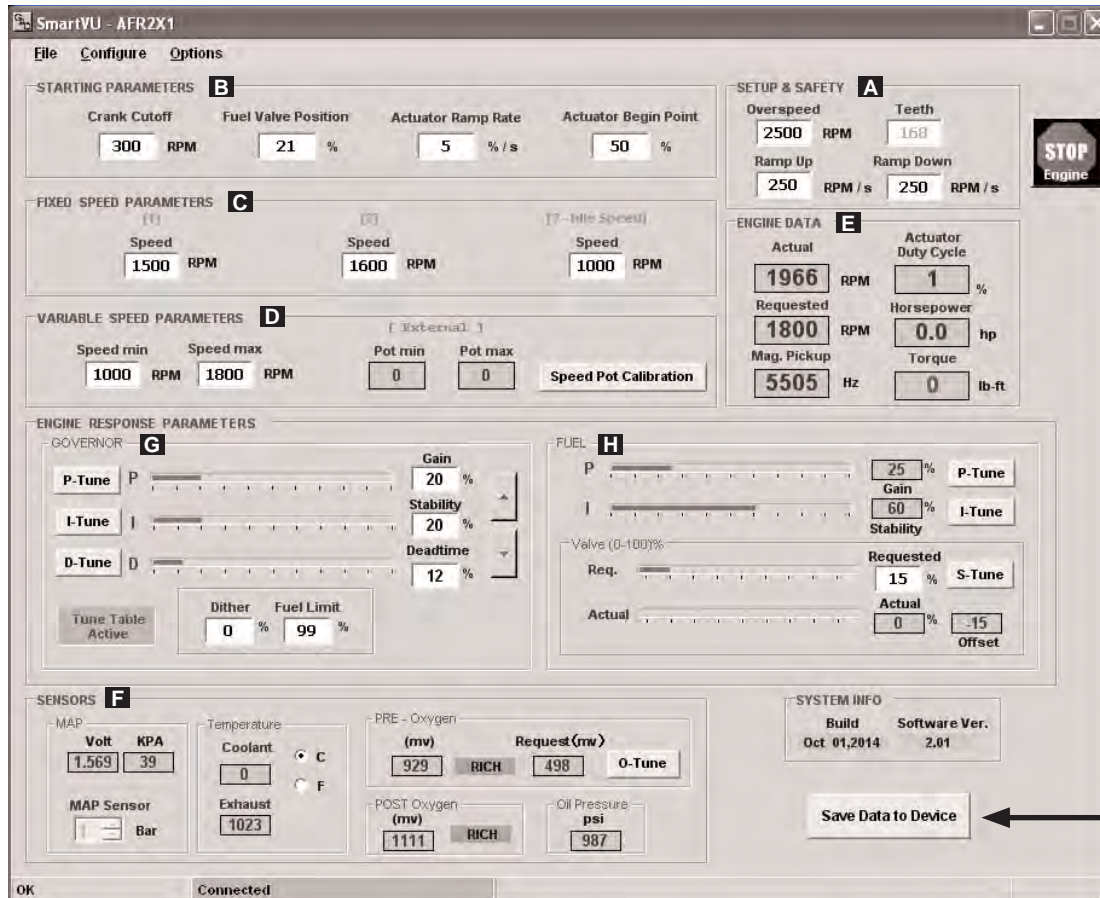 SmartVU - AFR2X1
File Configure Options
STARTING PARAMETERS B
Crank Cutoff Fuel Valve Position Actuator Ramp Rate Actuator Begin Point
300 RPM 21 % 5 % / s 50 %
SETUP & SAFETY A
Overspeed Teeth
2500 RPM 168
Ramp Up Ramp Down
250 RPM / s 250 RPM / s
STOP
Engine
FIXED SPEED PARAMETERS C
[1] [2] [?-Idle Speed]
Speed Speed Speed
1500 RPM 1600 RPM 1000 RPM
ENGINE DATA E
Actual Actuator Duty Cycle
1966 RPM 1 %
Requested Horsepower
1800 RPM 0.0 hp
Mag. Pickup Torque
5505 Hz 0 lb-ft
VARIABLE SPEED PARAMETERS D
[ External ]
Speed min Speed max Pot min Pot max
1000 RPM 1800 RPM 0 0 Speed Pot Calibration
ENGINE RESPONSE PARAMETERS
GOVERNOR G
Gain
P-Tune P 20 %
Stability
I-Tune I 20 %
Deadtime
D-Tune D 12 %
Tune Table Active
Dither Fuel Limit
0 % 99 %
FUEL H
P 25 % P-Tune
Gain
I 60 % I-Tune
Stability
Valve (0-100)%
Requested
Req. 15 % S-Tune
Actual
Actual 0 % -15
Offset
SENSORS F
MAP
Volt KPA
1.569 39
MAP Sensor
1 Bar
Temperature
Coolant
0 C
F
Exhaust
1023
PRE - Oxygen
(mv) Request(mv)
929 RICH 498 O-Tune
POST Oxygen
(mv)
1111 RICH
Oil Pressure
psi
987
SYSTEM INFO
Build Software Ver.
Oct 01,2014 2.01
Save Data to Device
OK Connected